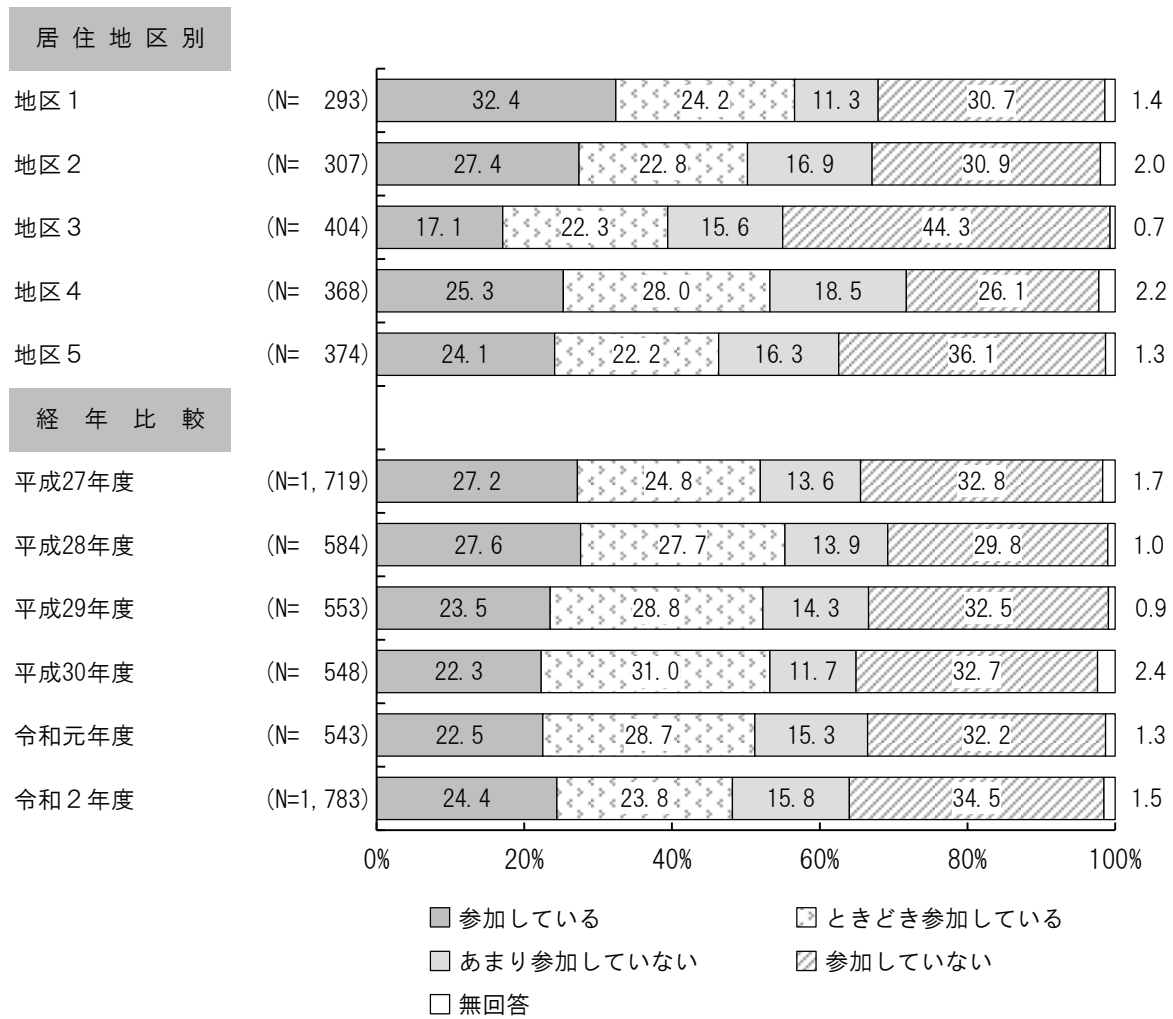 居住地区別
地区1 (N= 293) 32.4 24.2 11.3 30.7 1.4
地区2 (N= 307) 27.4 22.8 16.9 30.9 2.0
地区3 (N= 404) 17.1 22.3 15.6 44.3 0.7
地区4 (N= 368) 25.3 28.0 18.5 26.1 2.2
地区5 (N= 374) 24.1 22.2 16.3 36.1 1.3
経年比較
平成27年度 (N=1,719) 27.2 24.8 13.6 32.8 1.7
平成28年度 (N= 584) 27.6 27.7 13.9 29.8 1.0
平成29年度 (N= 553) 23.5 28.8 14.3 32.5 0.9
平成30年度 (N= 548) 22.3 31.0 11.7 32.7 2.4
令和元年度 (N= 543) 22.5 28.7 15.3 32.2 1.3
令和2年度 (N=1,783) 24.4 23.8 15.8 34.5 1.5
0% 20% 40% 60% 80% 100%
参加している ときどき参加している
あまり参加していない 参加していない
無回答